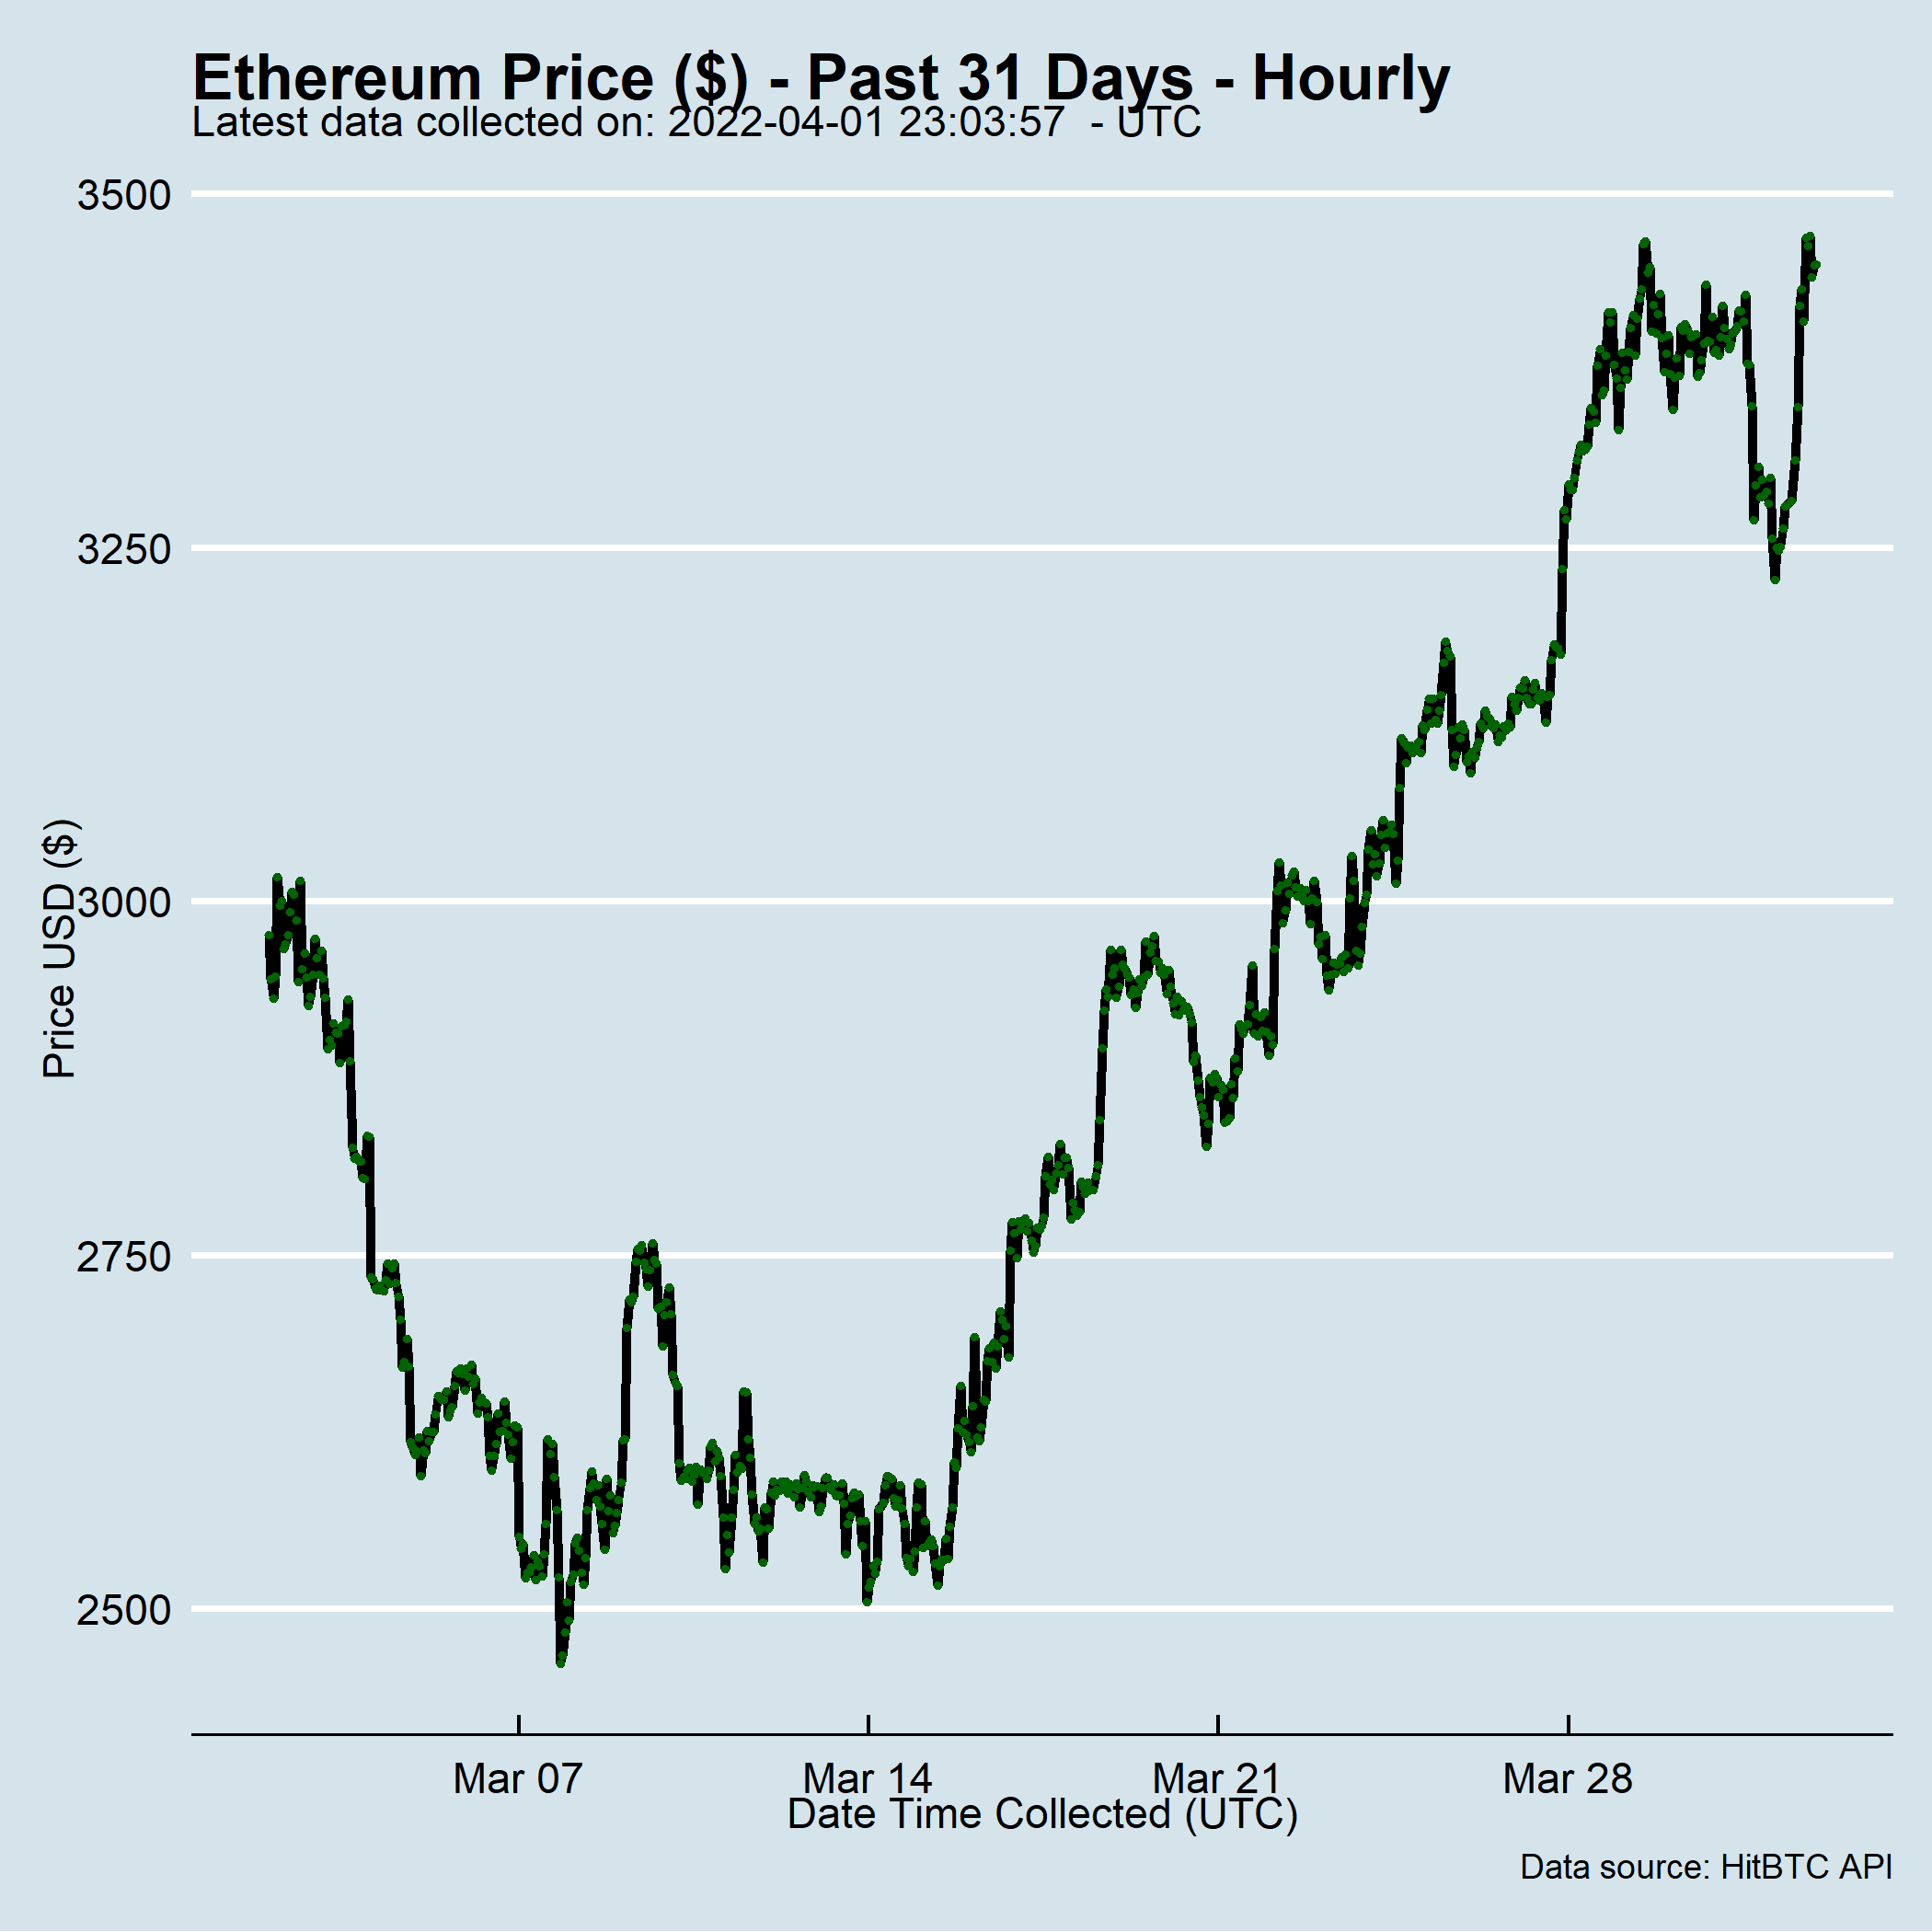 Ethereum Price ($) - Past 31 Days - Hourly
Latest data collected on: 2022-04-01 23:03:57  - UTC
3500
3250
3000
2750
2500
Price USD ($)
Mar 07
Mar 14
Mar 21
Mar 28
Date Time Collected (UTC)
Data source: HitBTC API